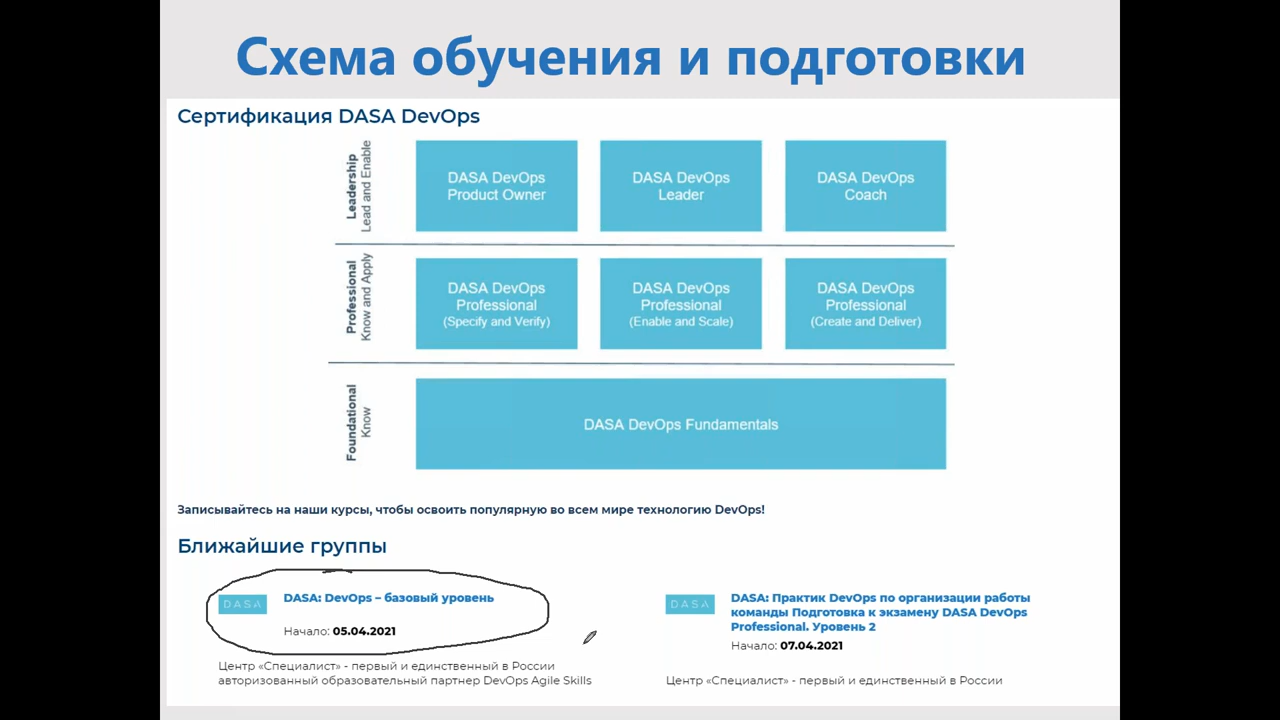 Схема обучения и подготовки
Сертификация DASA DevOps
Leadership
Lead and Enable
DASA DevOps
Product Owner
DASA DevOps
Leader
DASA DevOps
Coach
Professional
Know and Apply
DASA DevOps
Professional
(Specify and Verify)
DASA DevOps
Professional
(Enable and Scale)
DASA DevOps
Professional
(Create and Deliver)
Foundational
Know
DASA DevOps Fundamentals
Записывайтесь на наши курсы, чтобы освоить популярную во всем мире технологию DevOps!
Ближайшие группы
DASA
DASA: DevOps – базовый уровень
Начало: 05.04.2021
Центр «Специалист» - первый и единственный в России
авторизованный образовательный партнер DevOps Agile Skills
DASA
DASA: Практик DevOps по организации работы
команды Подготовка к экзамену DASA DevOps
Professional. Уровень 2
Начало: 07.04.2021
Центр «Специалист» - первый и единственный в России